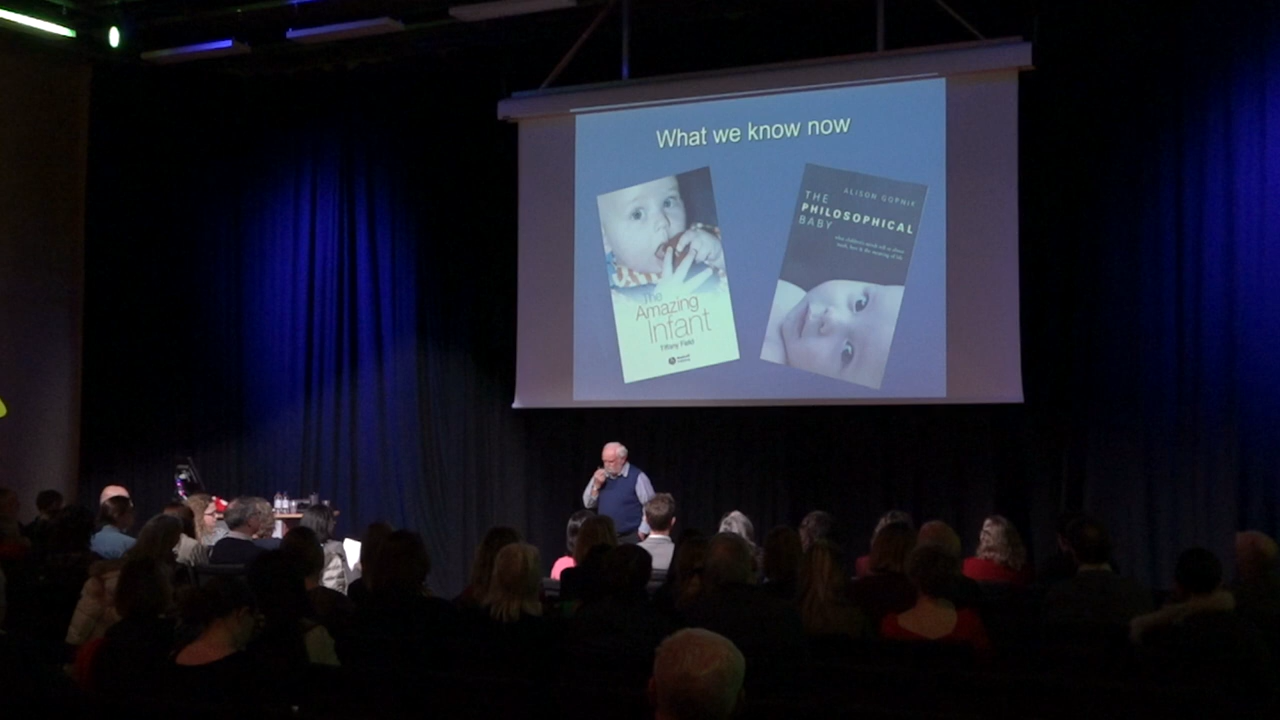 What we know now
The
Amazing
Infant
Tiffany Field
ALISON GOPNIK
THE
PHILOSOPHICAL
BABY